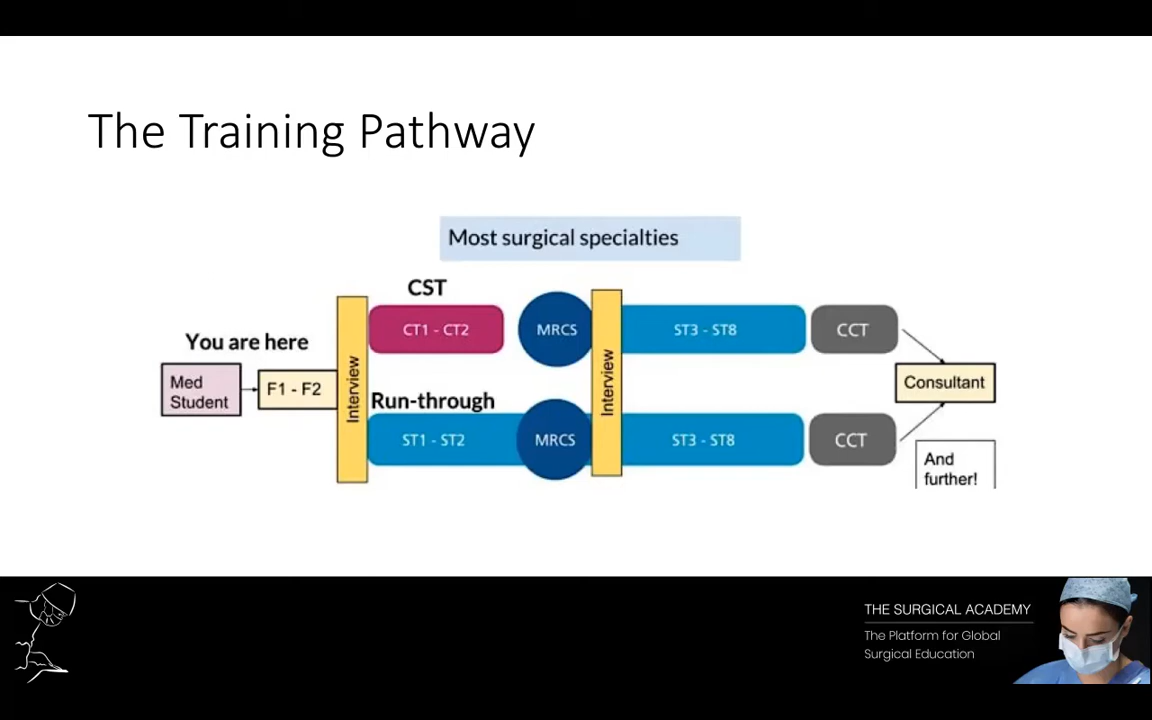 The Training Pathway
Most surgical specialties
You are here
Med
Student
F1 - F2
Interview
CST
CT1 - CT2
MRCS
Interview
ST3 - ST8
CCT
Run-through
ST1 - ST2
MRCS
ST3 - ST8
CCT
Consultant
And
further!
THE SURGICAL ACADEMY
The Platform for Global
Surgical Education